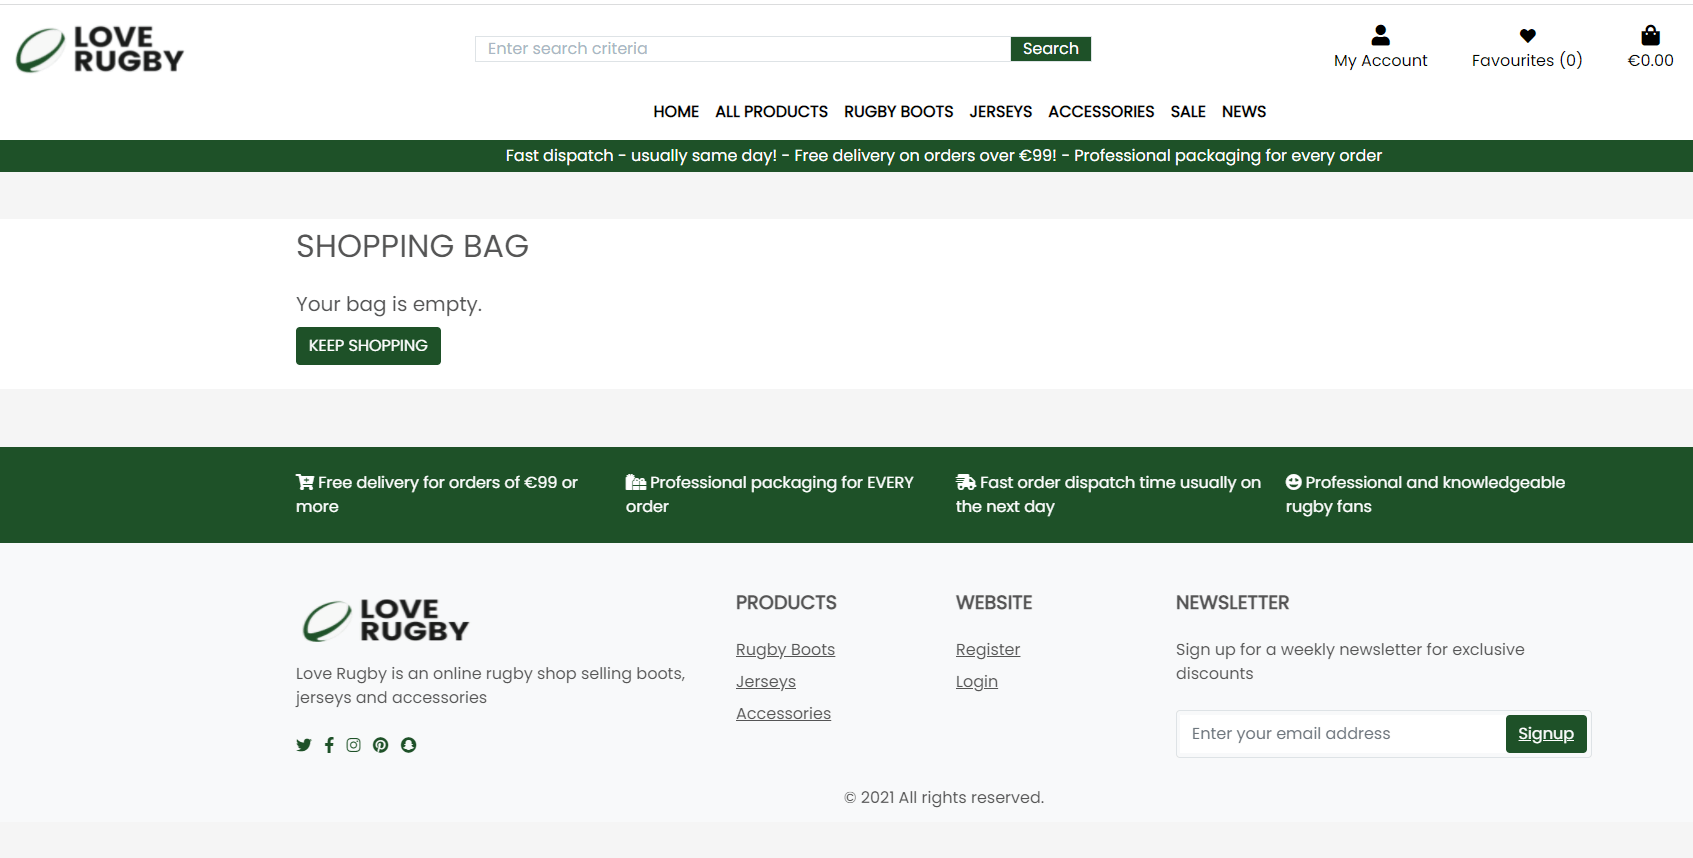 LOVE
RUGBY
Enter search criteria
Search
My Account
Favourites (0)
€0.00
HOME ALL PRODUCTS RUGBY BOOTS JERSEYS ACCESSORIES SALE NEWS
Fast dispatch - usually same day! - Free delivery on orders over €99! - Professional packaging for every order
SHOPPING BAG
Your bag is empty.
KEEP SHOPPING
Free delivery for orders of €99 or
more
Professional packaging for EVERY
order
Fast order dispatch time usually on
the next day
Professional and knowledgeable
rugby fans
LOVE
RUGBY
Love Rugby is an online rugby shop selling boots,
jerseys and accessories
PRODUCTS
Rugby Boots
Jerseys
Accessories
WEBSITE
Register
Login
NEWSLETTER
Sign up for a weekly newsletter for exclusive
discounts
Enter your email address
Signup
© 2021 All rights reserved.